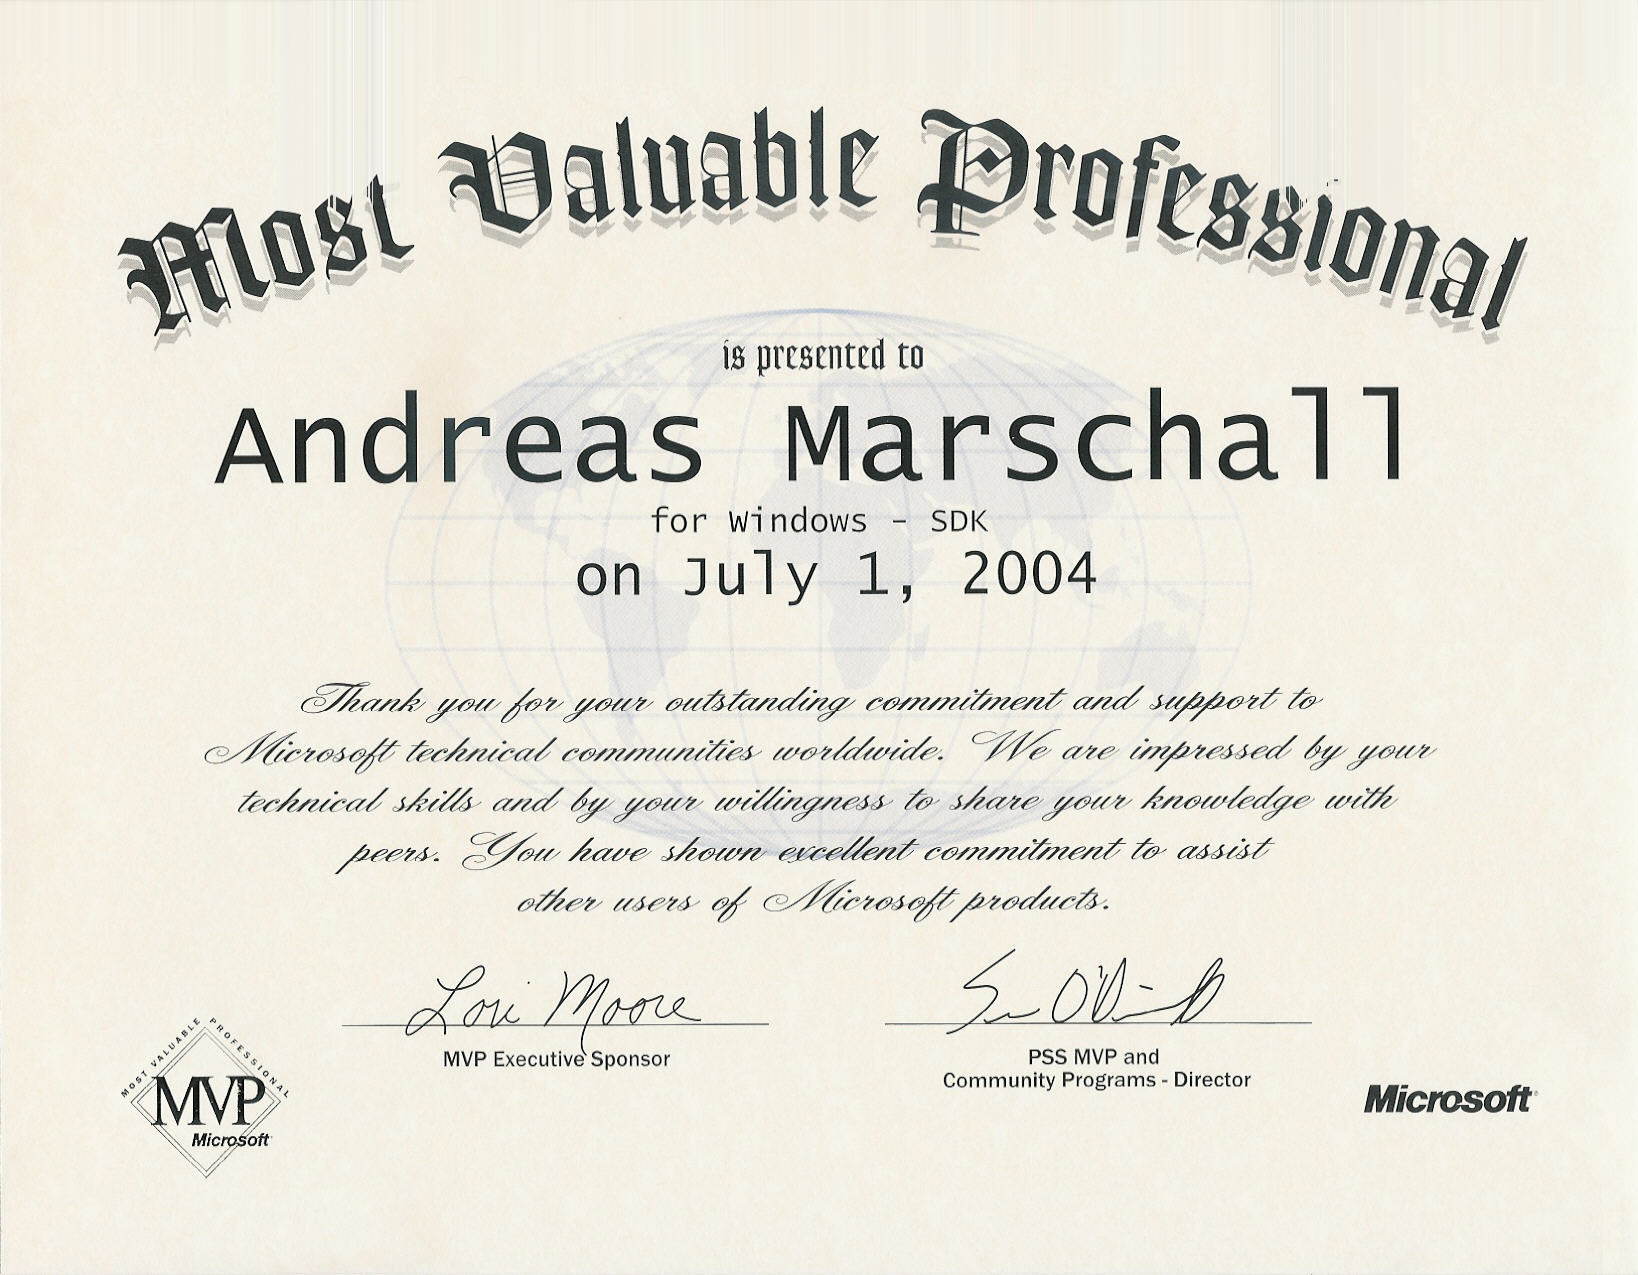 Most Valuable Professional
is presented to
Andreas Marschall
for Windows - SDK
on July 1, 2004
Thank you for your outstanding commitment and support to
Microsoft technical communities worldwide. We are impressed by your
technical skills and by your willingness to share your knowledge with
peers. You have shown excellent commitment to assist
other users of Microsoft products.
Lori Moore
MVP Executive Sponsor
PSS MVP and
Community Programs - Director
MOST VALUABLE PROFESSIONAL
MVP
Microsoft
Microsoft